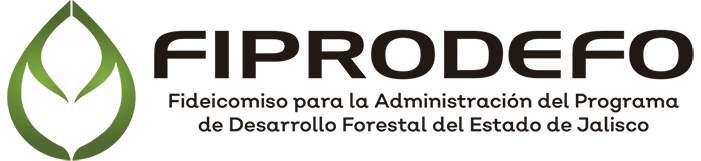 FIPRODEFO
Fideicomiso para la Administración del Programa
de Desarrollo Forestal del Estado de Jalisco